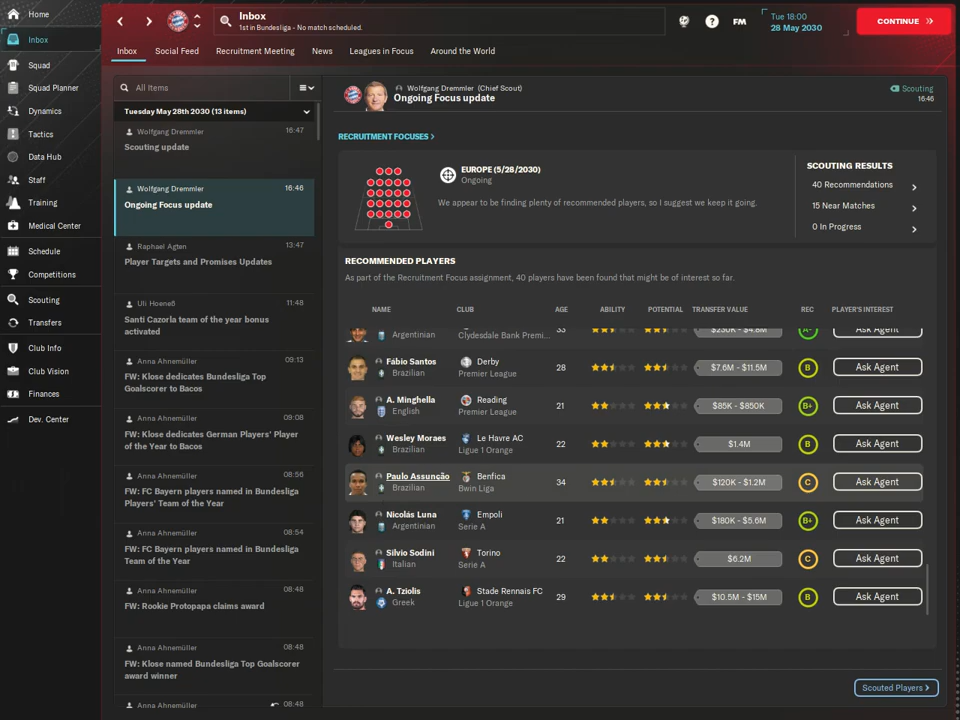 Home
Inbox
Squad
Squad Planner
Dynamics
Tactics
Data Hub
Staff
Training
Medical Center
Schedule
Competitions
Scouting
Transfers
Club Info
Club Vision
Finances
Dev. Center
Inbox
1st in Bundesliga - No match scheduled.
?
FM
Tue 18:00
28 May 2030
CONTINUE
Inbox
Social Feed
Recruitment Meeting
News
Leagues in Focus
Around the World
All Items
Tuesday May 28th 2030 (13 items)
Wolfgang Dremmler 16:47
Scouting update
Wolfgang Dremmler 16:46
Ongoing Focus update
Raphael Agten 13:47
Player Targets and Promises Updates
Uli Hoeneß 11:48
Santi Cazorla team of the year bonus
activated
Anna Ahnemüller 09:13
FW: Klose dedicates Bundesliga Top
Goalscorer to Bacos
Anna Ahnemüller 09:08
FW: Klose dedicates German Players' Player
of the Year to Bacos
Anna Ahnemüller 08:56
FW: FC Bayern players named in Bundesliga
Players' Team of the Year
Anna Ahnemüller 08:54
FW: FC Bayern players named in Bundesliga
Team of the Year
Anna Ahnemüller 08:48
FW: Rookie Protopapa claims award
Anna Ahnemüller 08:48
FW: Klose named Bundesliga Top Goalscorer
award winner
Anna Ahnemüller 08:48
Wolfgang Dremmler (Chief Scout)
Ongoing Focus update
Scouting
16:46
RECRUITMENT FOCUSES >
EUROPE (5/28/2030)
Ongoing
We appear to be finding plenty of recommended players, so I suggest we keep it going.
SCOUTING RESULTS
40 Recommendations
15 Near Matches
0 In Progress
RECOMMENDED PLAYERS
As part of the Recruitment Focus assignment, 40 players have been found that might be of interest so far.
NAME CLUB AGE ABILITY POTENTIAL TRANSFER VALUE REC PLAYER'S INTEREST
Argentinian Clydesdale Bank Premi... 33 $230K - $4.8M A- Ask Agent
Fábio Santos Derby 28 $7.6M - $11.5M B Ask Agent
Brazilian Premier League
A. Minghella Reading 21 $85K - $850K B+ Ask Agent
English Premier League
Wesley Moraes Le Havre AC 22 $1.4M B Ask Agent
Brazilian Ligue 1 Orange
Paulo Assunção Benfica 34 $120K - $1.2M C Ask Agent
Brazilian Bwin Liga
Nicolás Luna Empoli 21 $180K - $5.6M B+ Ask Agent
Argentinian Serie A
Silvio Sodini Torino 22 $6.2M C Ask Agent
Italian Serie A
A. Tziolis Stade Rennais FC 29 $10.5M - $15M B Ask Agent
Greek Ligue 1 Orange
Scouted Players >